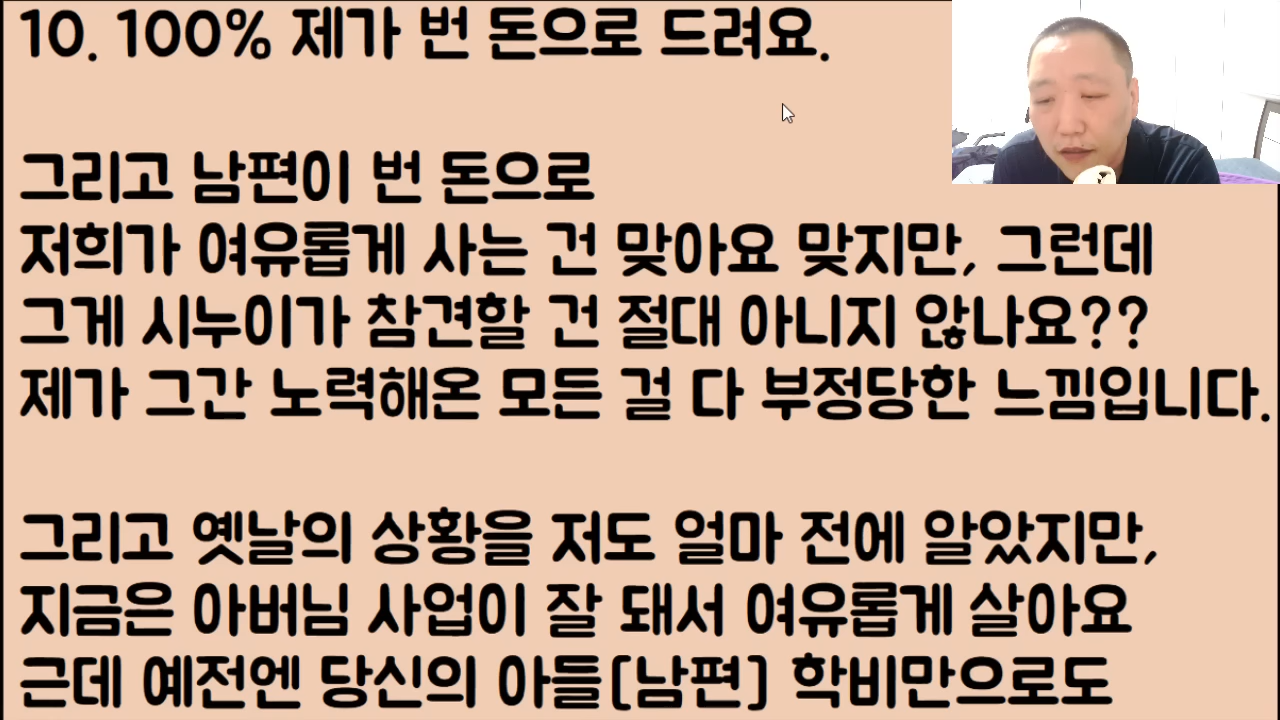 10. 100% 제가 번 돈으로 드려요.
그리고 남편이 번 돈으로
저희가 여유롭게 사는 건 맞아요 맞지만, 그런데
그게 시누이가 참견할 건 절대 아니지 않나요??
제가 그간 노력해온 모든 걸 다 부정당한 느낌입니다.
그리고 옛날의 상황을 저도 얼마 전에 알았지만,
지금은 아버님 사업이 잘 돼서 여유롭게 살아요
근데 예전엔 당신의 아들[남편] 학비만으로도